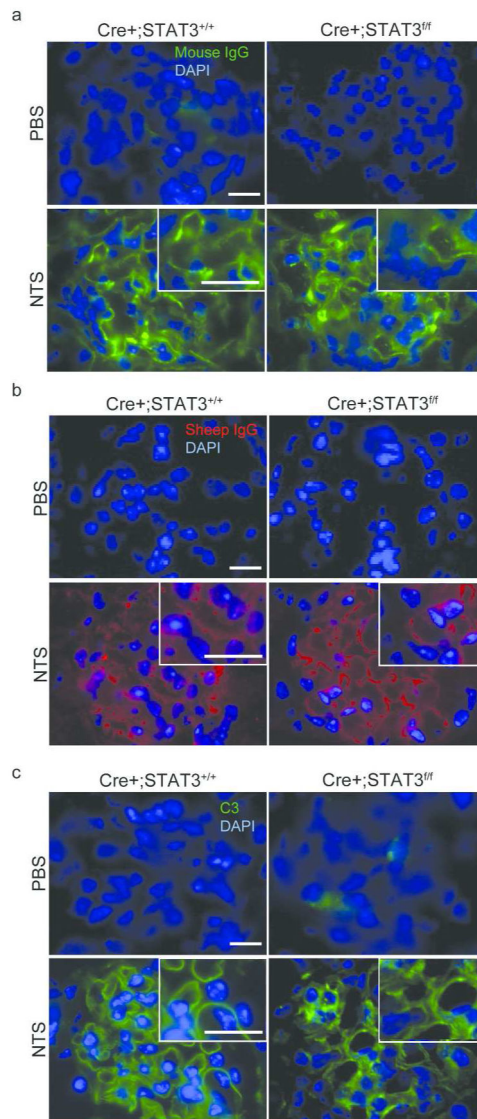 a
Cre+;STAT3+/+ Cre+;STAT3f/f
Mouse IgG
DAPI
PBS
NTS
b
Cre+;STAT3+/+ Cre+;STAT3f/f
Sheep IgG
DAPI
PBS
NTS
c
Cre+;STAT3+/+ Cre+;STAT3f/f
C3
DAPI
PBS
NTS